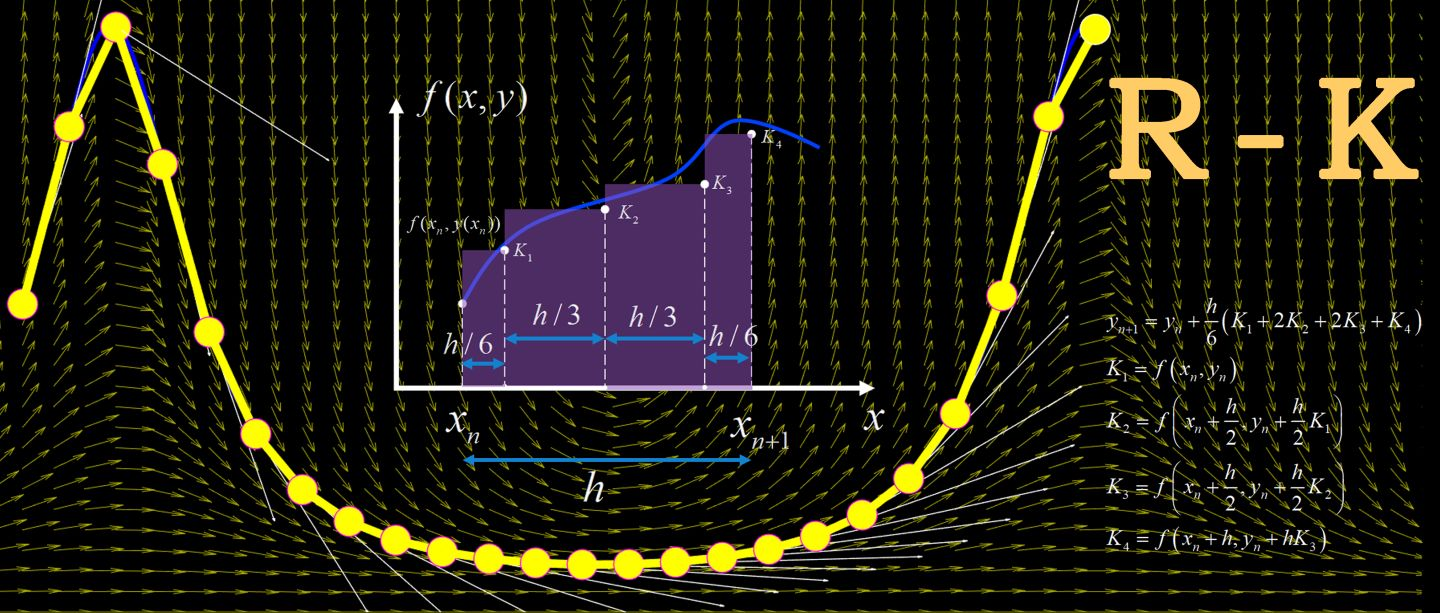 R - K
f(x, y)
K₄
K₃
K₂
f(xₙ, y(xₙ))
K₁
h / 3
h / 3
h / 6
h / 6
xₙ
xₙ₊₁
x
h
yₙ₊₁ = yₙ + h/6 (K₁ + 2K₂ + 2K₃ + K₄)
K₁ = f(xₙ, yₙ)
K₂ = f(xₙ + h/2, yₙ + h/2 K₁)
K₃ = f(xₙ + h/2, yₙ + h/2 K₂)
K₄ = f(xₙ + h, yₙ + hK₃)